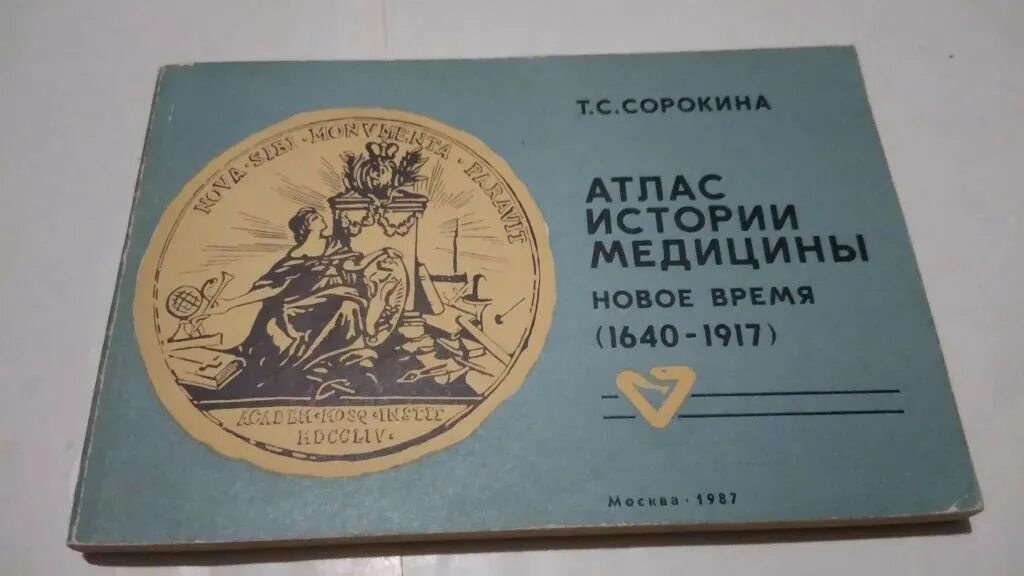 NOVA · SIBI · MONVMENTA · PARAVIT
ACADEM · MOSQ · INSTIT
MDCCLIV.
Т.С.СОРОКИНА
АТЛАС
ИСТОРИИ
МЕДИЦИНЫ
НОВОЕ ВРЕМЯ
(1640-1917)
Москва · 1987